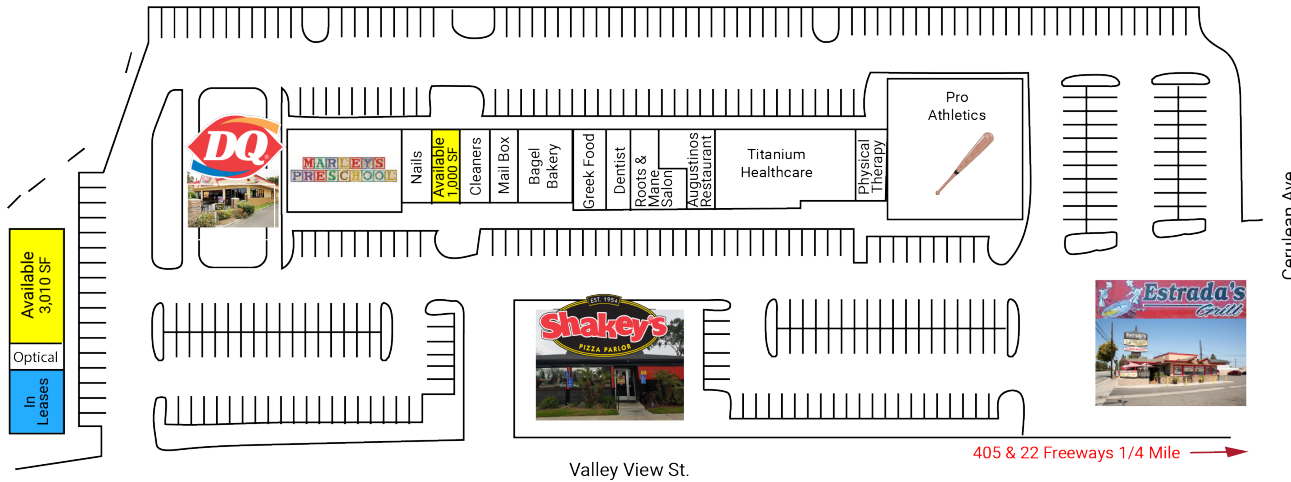 Pro
Athletics
DQ
MARLEY'S
PRESCHOOL
Nails
Available
1,000 SF
Cleaners
Mail Box
Bagel
Bakery
Greek Food
Dentist
Roots &
Mane
Salon
Augustinos
Restaurant
Titanium
Healthcare
Physical
Therapy
Cerulean Ave
Available
3,010 SF
Optical
In
Leases
EST. 1954
Shakey's
PIZZA PARLOR
Estrada's
Grill
405 & 22 Freeways 1/4 Mile
Valley View St.